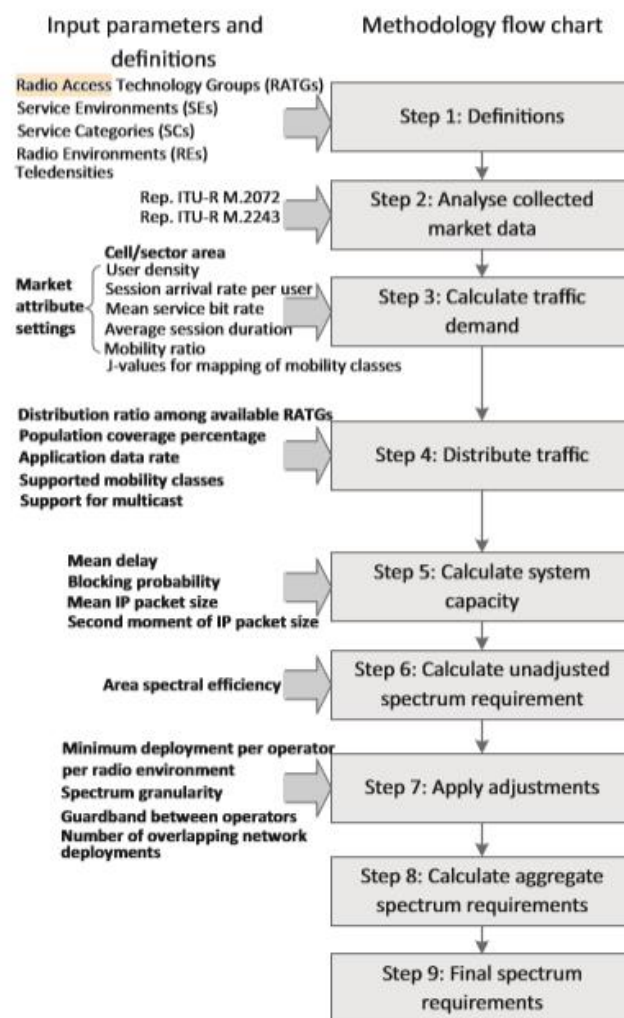 Input parameters and
definitions
Methodology flow chart
Radio Access Technology Groups (RATGs)
Service Environments (SEs)
Service Categories (SCs)
Radio Environments (REs)
Teledensities
Step 1: Definitions
Rep. ITU-R M.2072
Rep. ITU-R M.2243
Step 2: Analyse collected
market data
Cell/sector area
Market
attribute
settings
User density
Session arrival rate per user
Mean service bit rate
Average session duration
Mobility ratio
J-values for mapping of mobility classes
Step 3: Calculate traffic
demand
Distribution ratio among available RATGs
Population coverage percentage
Application data rate
Supported mobility classes
Support for multicast
Step 4: Distribute traffic
Mean delay
Blocking probability
Mean IP packet size
Second moment of IP packet size
Step 5: Calculate system
capacity
Area spectral efficiency
Step 6: Calculate unadjusted
spectrum requirement
Minimum deployment per operator
per radio environment
Spectrum granularity
Guardband between operators
Number of overlapping network
deployments
Step 7: Apply adjustments
Step 8: Calculate aggregate
spectrum requirements
Step 9: Final spectrum
requirements